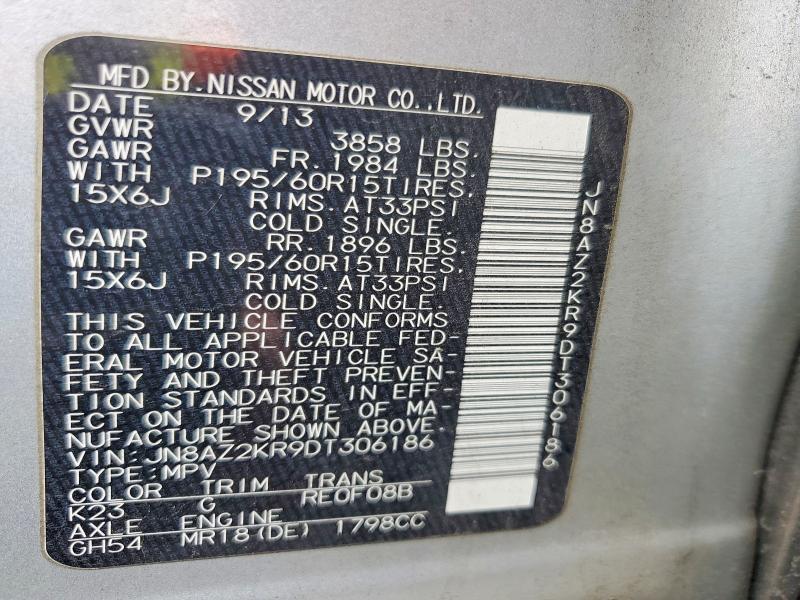 MFD BY. NISSAN MOTOR CO., LTD.
DATE 9/13
GVWR 3858 LBS.
GAWR FR. 1984 LBS.
WITH P195/60R15TIRES,
15X6J RIMS. AT33PSI
COLD SINGLE.
GAWR RR. 1896 LBS.
WITH P195/60R15TIRES,
15X6J RIMS. AT33PSI
COLD SINGLE.
THIS VEHICLE CONFORMS
TO ALL APPLICABLE FED-
ERAL MOTOR VEHICLE SA-
FETY AND THEFT PREVEN-
TION STANDARDS IN EFF-
ECT ON THE DATE OF MA-
NUFACTURE SHOWN ABOVE.
VIN: JN8AZ2KR9DT306186
TYPE: MPV
COLOR TRIM TRANS
K23 G RE0F08B
AXLE ENGINE
GH54 MR18(DE) 1798CC
JN8AZ2KR9DT306186